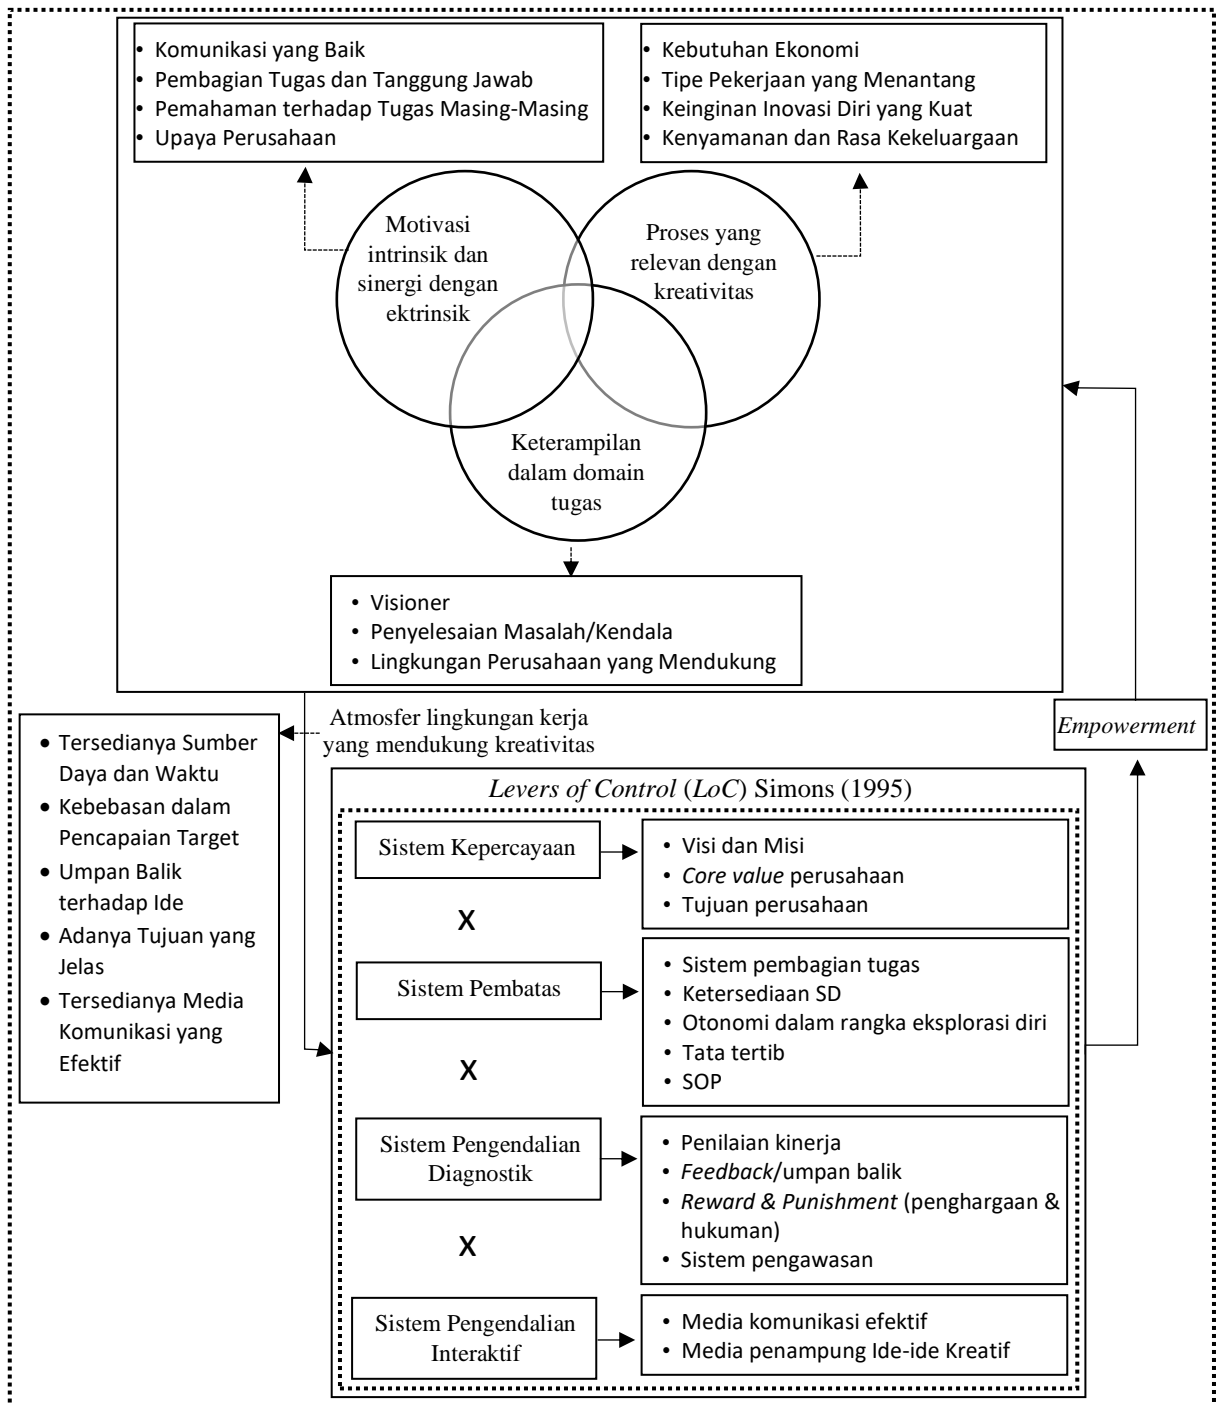 • Komunikasi yang Baik
• Pembagian Tugas dan Tanggung Jawab
• Pemahaman terhadap Tugas Masing-Masing
• Upaya Perusahaan
• Kebutuhan Ekonomi
• Tipe Pekerjaan yang Menantang
• Keinginan Inovasi Diri yang Kuat
• Kenyamanan dan Rasa Kekeluargaan
Motivasi
intrinsik dan
sinergi dengan
ektrinsik
Proses yang
relevan dengan
kreativitas
Keterampilan
dalam domain
tugas
• Visioner
• Penyelesaian Masalah/Kendala
• Lingkungan Perusahaan yang Mendukung
Atmosfer lingkungan kerja
yang mendukung kreativitas
Empowerment
• Tersedianya Sumber
Daya dan Waktu
• Kebebasan dalam
Pencapaian Target
• Umpan Balik
terhadap Ide
• Adanya Tujuan yang
Jelas
• Tersedianya Media
Komunikasi yang
Efektif
Levers of Control (LoC) Simons (1995)
Sistem Kepercayaan
• Visi dan Misi
• Core value perusahaan
• Tujuan perusahaan
X
Sistem Pembatas
• Sistem pembagian tugas
• Ketersediaan SD
• Otonomi dalam rangka eksplorasi diri
• Tata tertib
• SOP
X
Sistem Pengendalian
Diagnostik
• Penilaian kinerja
• Feedback/umpan balik
• Reward & Punishment (penghargaan &
hukuman)
• Sistem pengawasan
X
Sistem Pengendalian
Interaktif
• Media komunikasi efektif
• Media penampung Ide-ide Kreatif